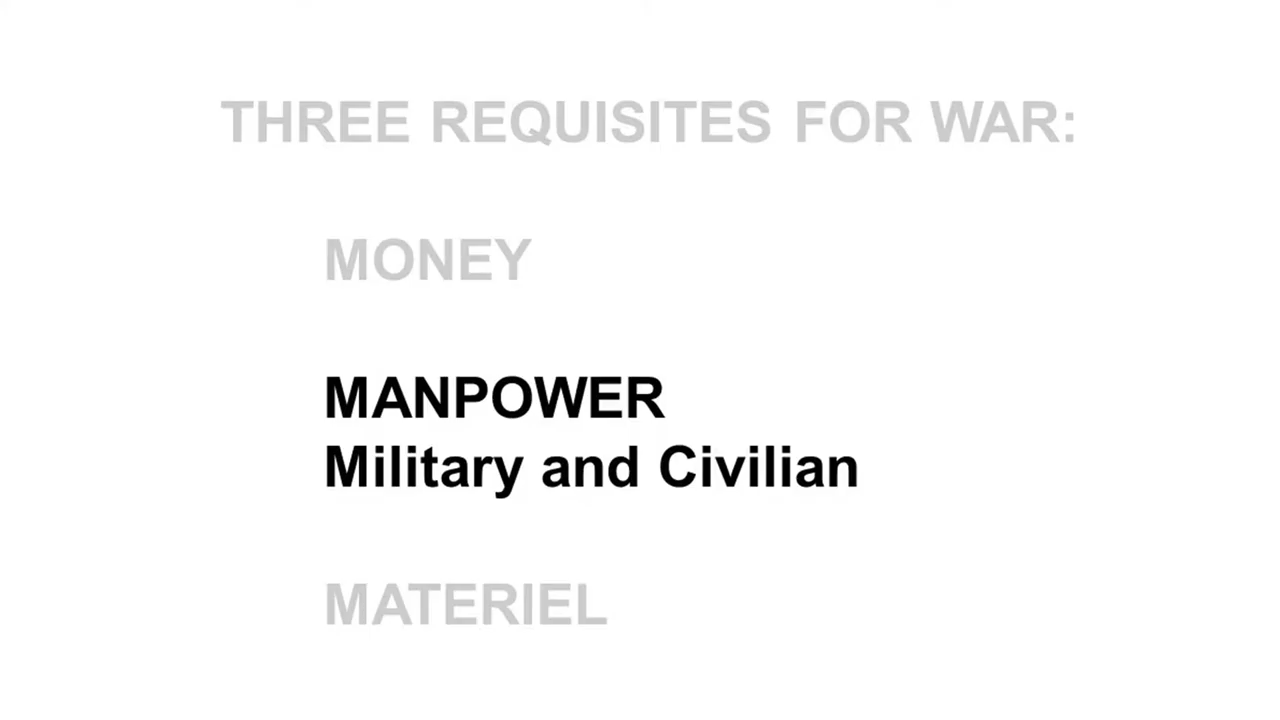 THREE REQUISITES FOR WAR:
MONEY
MANPOWER
Military and Civilian
MATERIEL